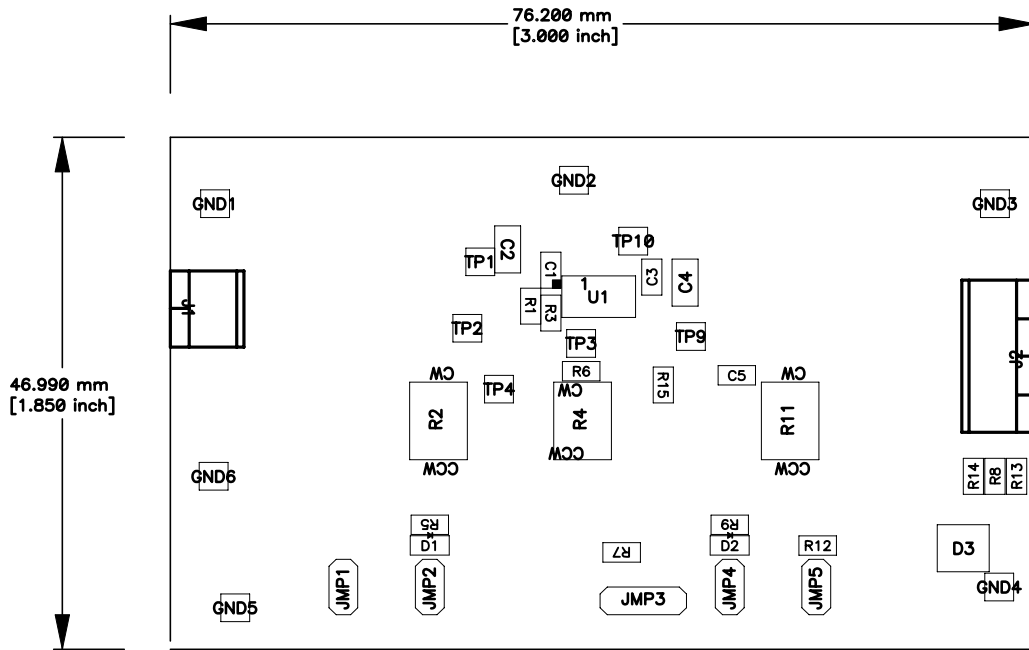 76.200 mm
[3.000 inch]
46.990 mm
[1.850 inch]
GND1
GND2
GND3
TP10
TP1
C2
C1
C3
C4
1
U1
J1
R1
R3
TP2
TP3
TP9
J2
R6
R15
C5
CW
CW
CW
TP4
R2
R4
R11
CCW
CCW
CCW
GND6
R14
R8
R13
R5
R9
D1
D2
R12
R7
D3
JMP1
JMP2
JMP3
JMP4
JMP5
GND4
GND5